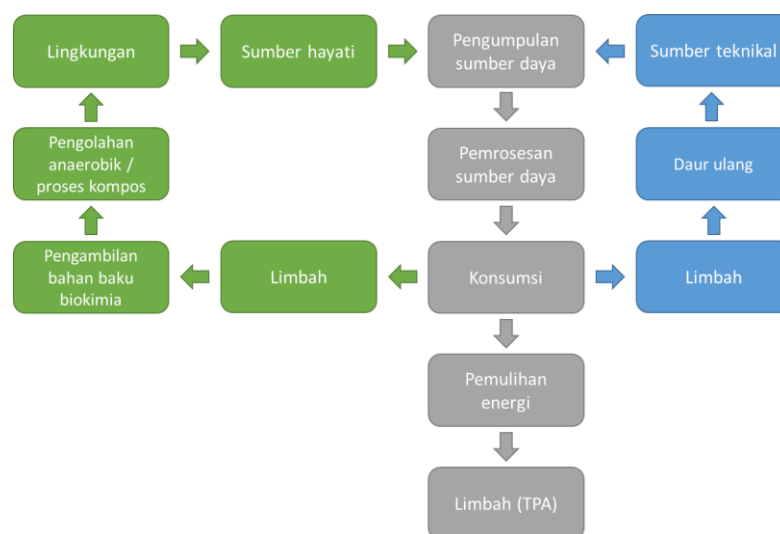 Lingkungan
Sumber hayati
Pengumpulan
sumber daya
Sumber teknikal
Pengolahan
anaerobik /
proses kompos
Pemrosesan
sumber daya
Daur ulang
Pengambilan
bahan baku
biokimia
Limbah
Konsumsi
Limbah
Pemulihan
energi
Limbah (TPA)